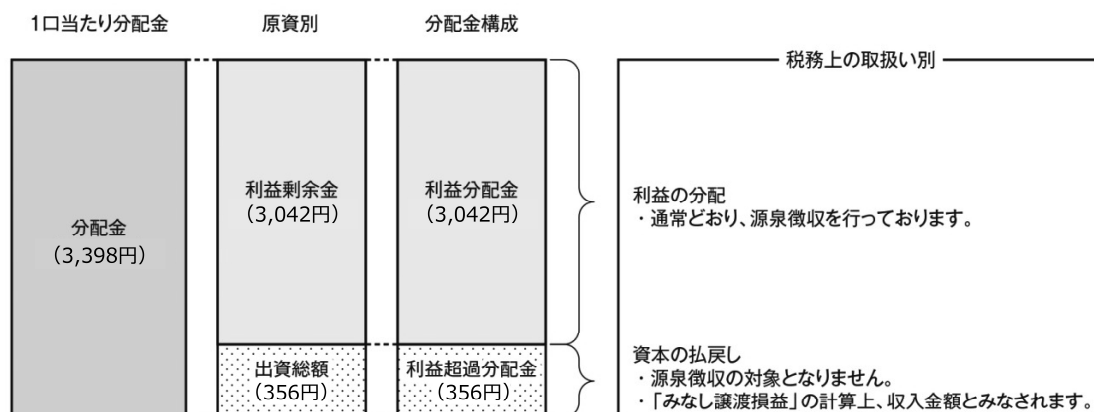 1口当たり分配金
原資別
分配金構成
税務上の取扱い別
分配金
（3,398円）
利益剰余金
（3,042円）
利益分配金
（3,042円）
利益の分配
・通常どおり、源泉徴収を行っております。
出資総額
（356円）
利益超過分配金
（356円）
資本の払戻し
・源泉徴収の対象となりません。
・「みなし譲渡損益」の計算上、収入金額とみなされます。